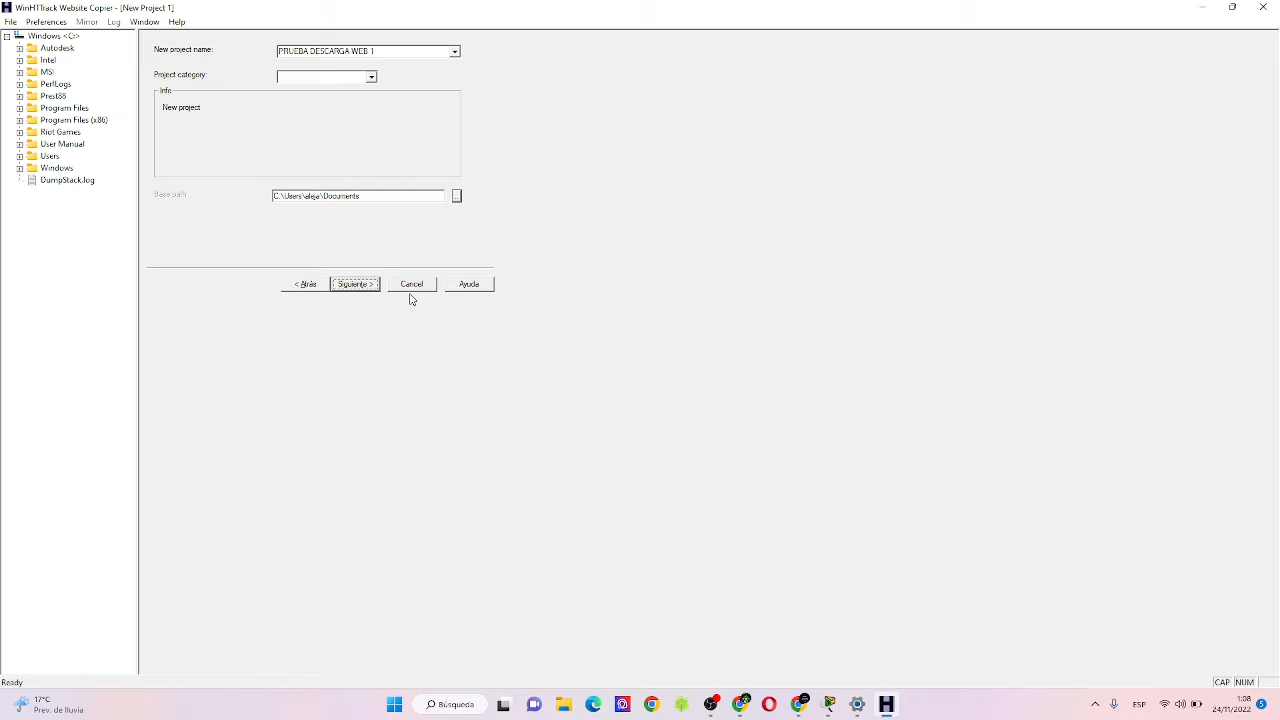 WinHTTrack Website Copier - [New Project 1]
File Preferences Mirror Log Window Help
Windows <C:>
Autodesk
Intel
MSI
PerfLogs
Prest88
Program Files
Program Files (x86)
Riot Games
User Manual
Users
Windows
DumpStack.log
New project name: PRUEBA DESCARGA WEB 1
Project category:
Info
New project
Base path: C:\Users\aleja\Documents
..
< Atrás Siguiente > Cancel Ayuda
Ready CAP NUM
17°C
Prev. de lluvia
Búsqueda
ESP
1:08
24/11/2022
5